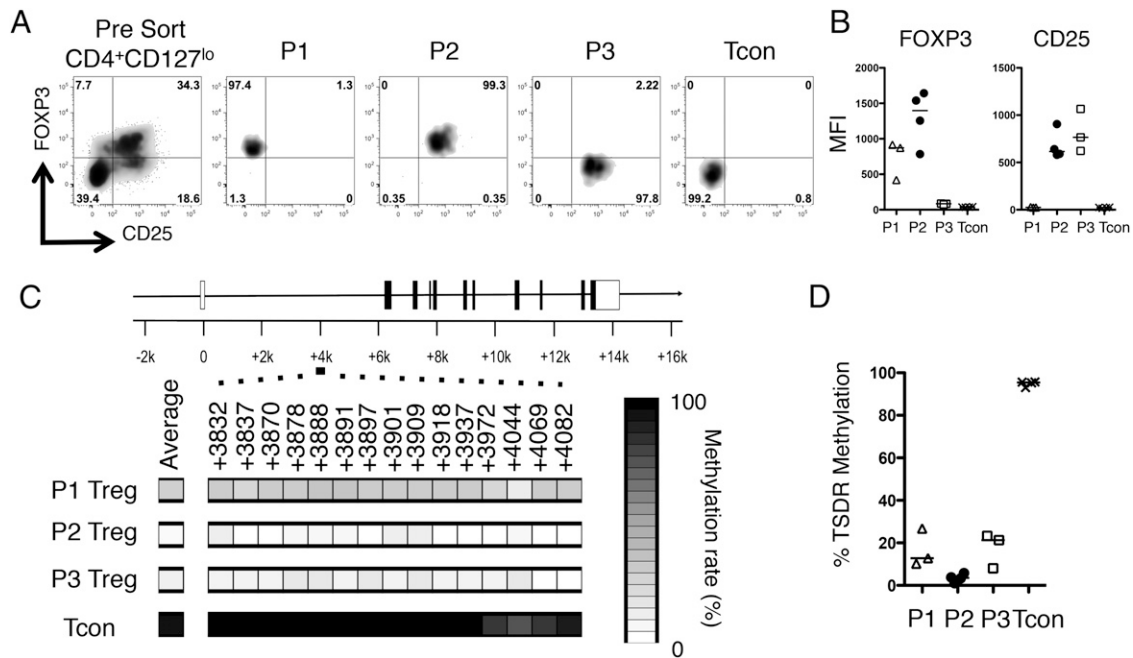 A
Pre Sort
CD4+CD127lo
P1
P2
P3
Tcon
FOXP3
CD25
7.7 34.3
39.4 18.6
97.4 1.3
1.3 0
0 99.3
0.35 0.35
0 2.22
0 97.8
0 0
99.2 0.8
B
FOXP3
CD25
MFI
2000
1500
1000
500
0
P1 P2 P3 Tcon
1500
1000
500
0
P1 P2 P3 Tcon
C
-2k 0 +2k +4k +6k +8k +10k +12k +14k +16k
Average
+3832
+3837
+3870
+3878
+3888
+3891
+3897
+3901
+3909
+3918
+3937
+3972
+4044
+4069
+4082
P1 Treg
P2 Treg
P3 Treg
Tcon
100
Methylation rate (%)
0
D
% TSDR Methylation
100
80
60
40
20
0
P1 P2 P3 Tcon